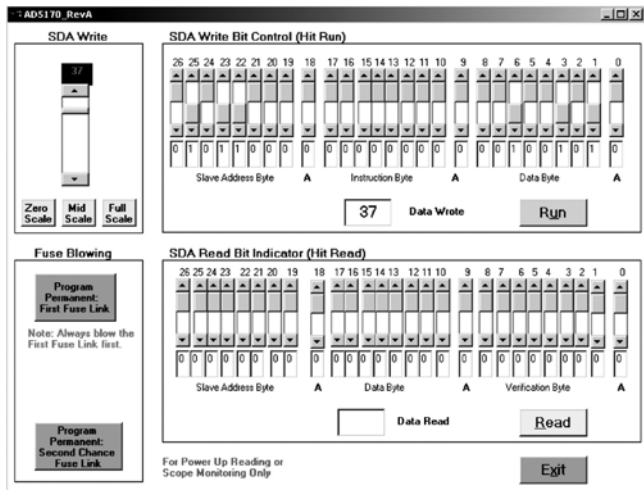 AD5170_RevA
SDA Write
37
Zero Scale
Mid Scale
Full Scale
SDA Write Bit Control (Hit Run)
26 25 24 23 22 21 20 19 18 17 16 15 14 13 12 11 10 9 8 7 6 5 4 3 2 1 0
0 1 0 1 1 0 0 0 0 0 0 0 0 0 0 0 0 0 0 0 1 0 0 1 0 1 0
Slave Address Byte A Instruction Byte A Data Byte A
37 Data Wrote Run
Fuse Blowing
Program
Permanent:
First Fuse Link
Note: Always blow the
First Fuse Link first.
Program
Permanent:
Second Chance
Fuse Link
SDA Read Bit Indicator (Hit Read)
26 25 24 23 22 21 20 19 18 17 16 15 14 13 12 11 10 9 8 7 6 5 4 3 2 1 0
0 0 0 0 0 0 0 0 0 0 0 0 0 0 0 0 0 0 0 0 0 0 0 0 0 0 0
Slave Address Byte A Data Byte A Verification Byte A
Data Read Read
For Power Up Reading or
Scope Monitoring Only
Exit